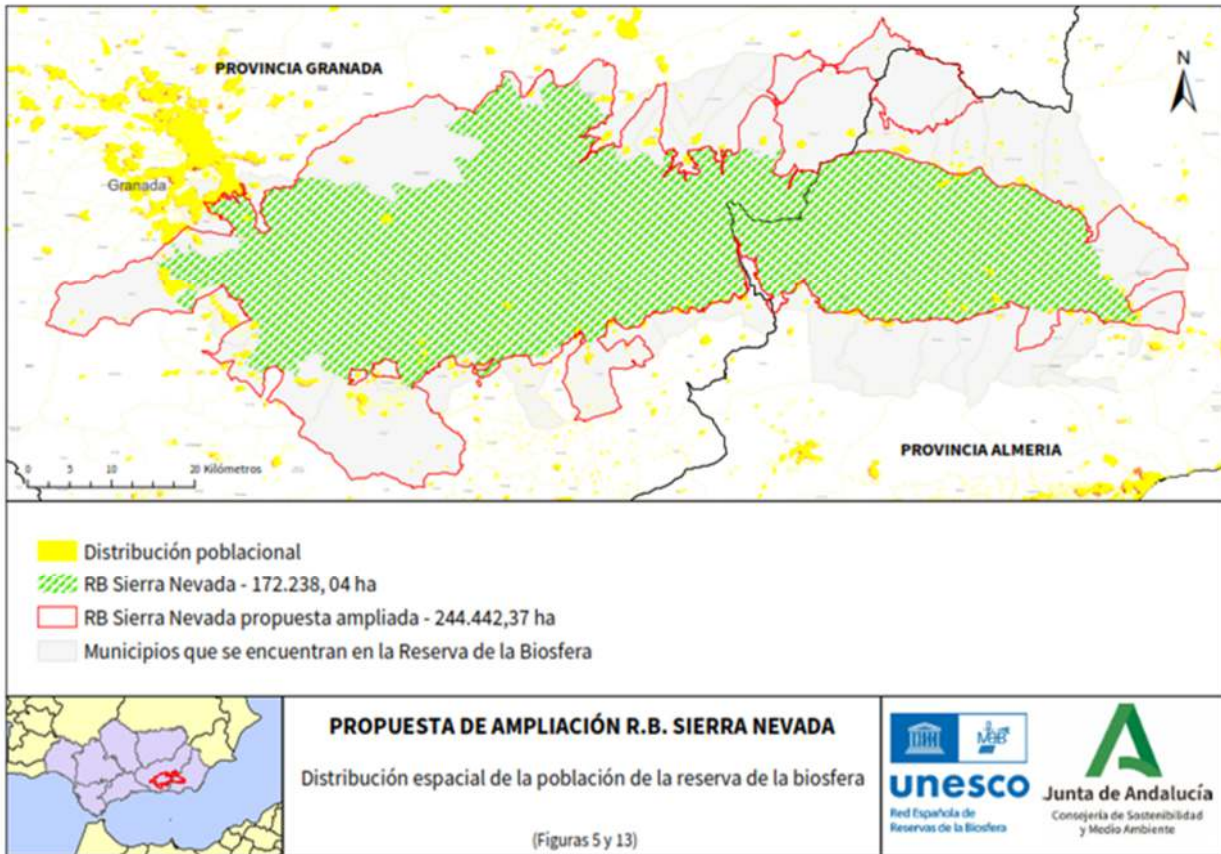 PROVINCIA GRANADA
N
Granada
PROVINCIA ALMERIA
0 5 10 20 Kilómetros
Distribución poblacional
RB Sierra Nevada - 172.238, 04 ha
RB Sierra Nevada propuesta ampliada - 244.442,37 ha
Municipios que se encuentran en la Reserva de la Biosfera
PROPUESTA DE AMPLIACIÓN R.B. SIERRA NEVADA
Distribución espacial de la población de la reserva de la biosfera
(Figuras 5 y 13)
MaB
unesco
Red Española de
Reservas de la Biosfera
Junta de Andalucía
Consejería de Sostenibilidad
y Medio Ambiente